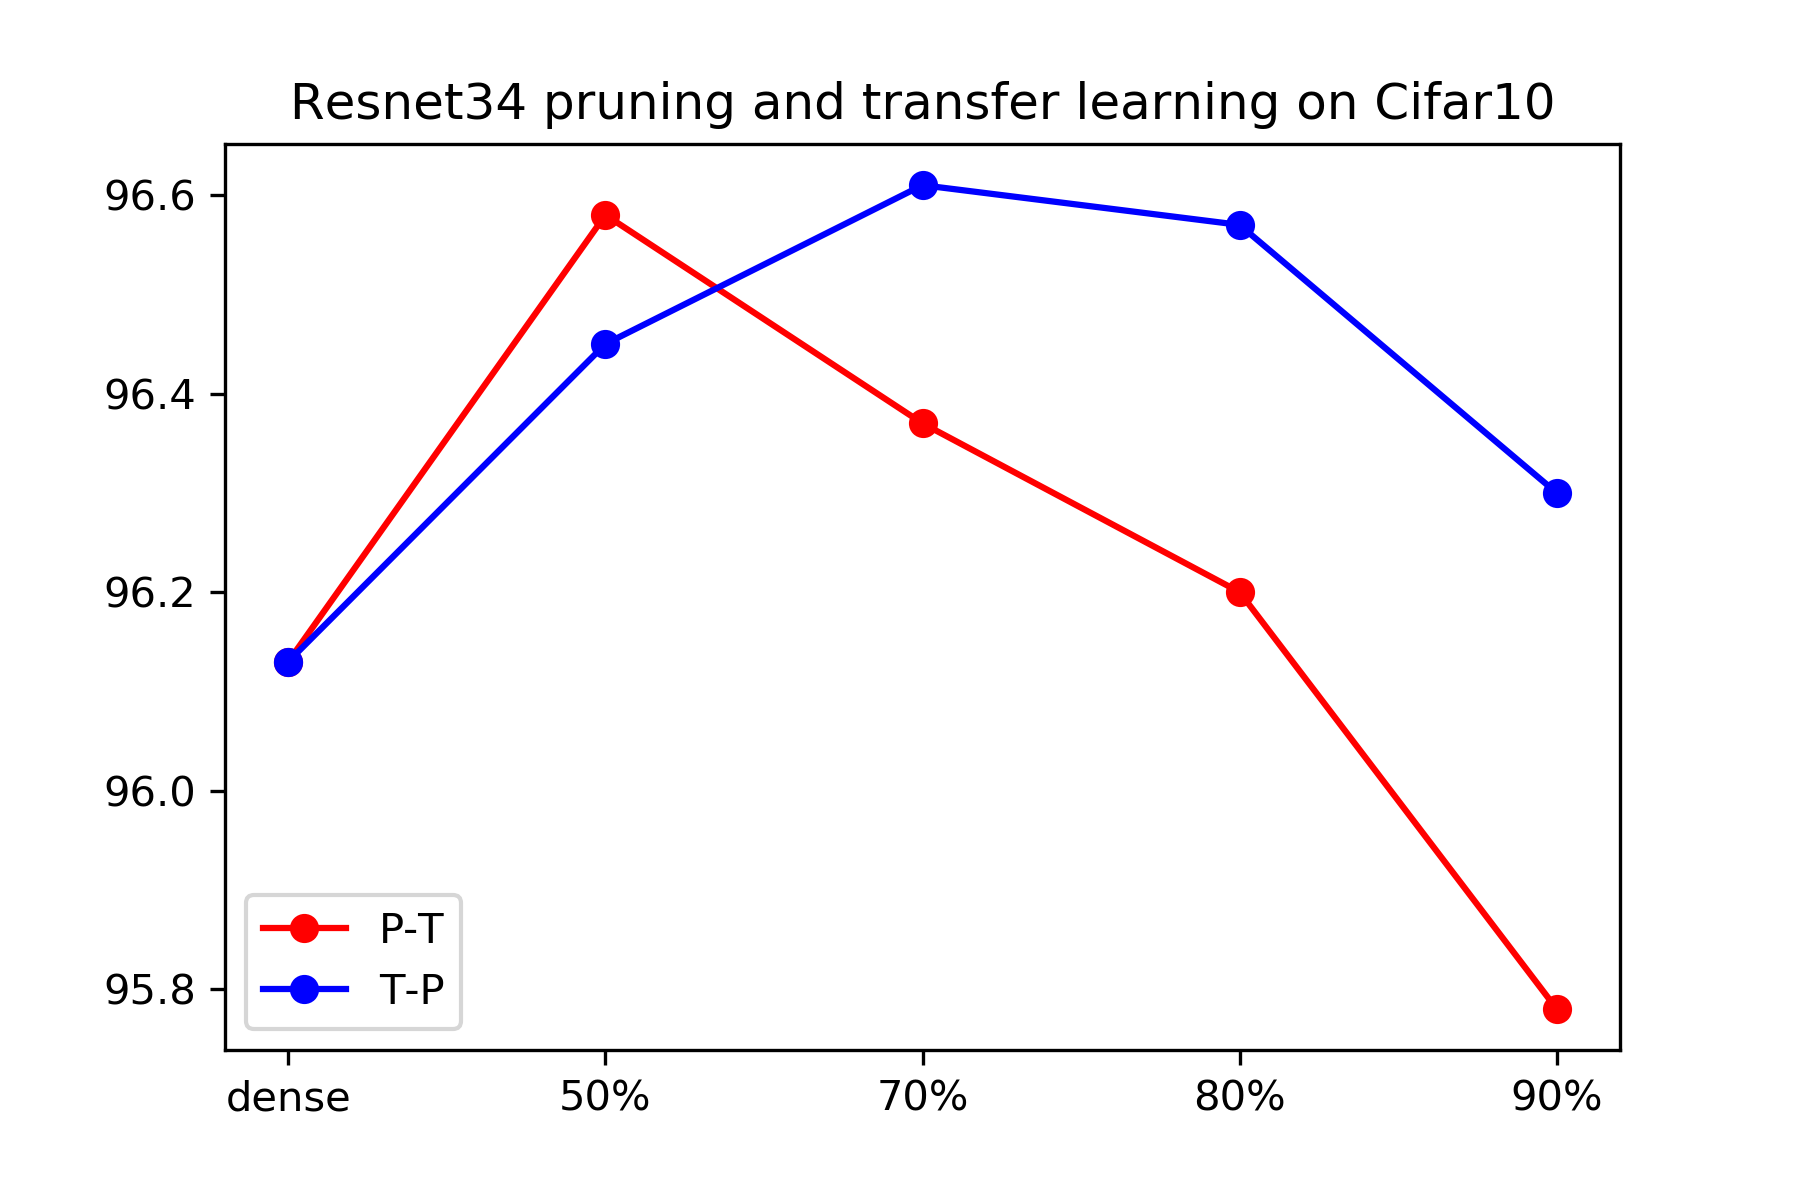 Resnet34 pruning and transfer learning on Cifar10
96.6
96.4
96.2
96.0
95.8
P-T
T-P
dense 50% 70% 80% 90%